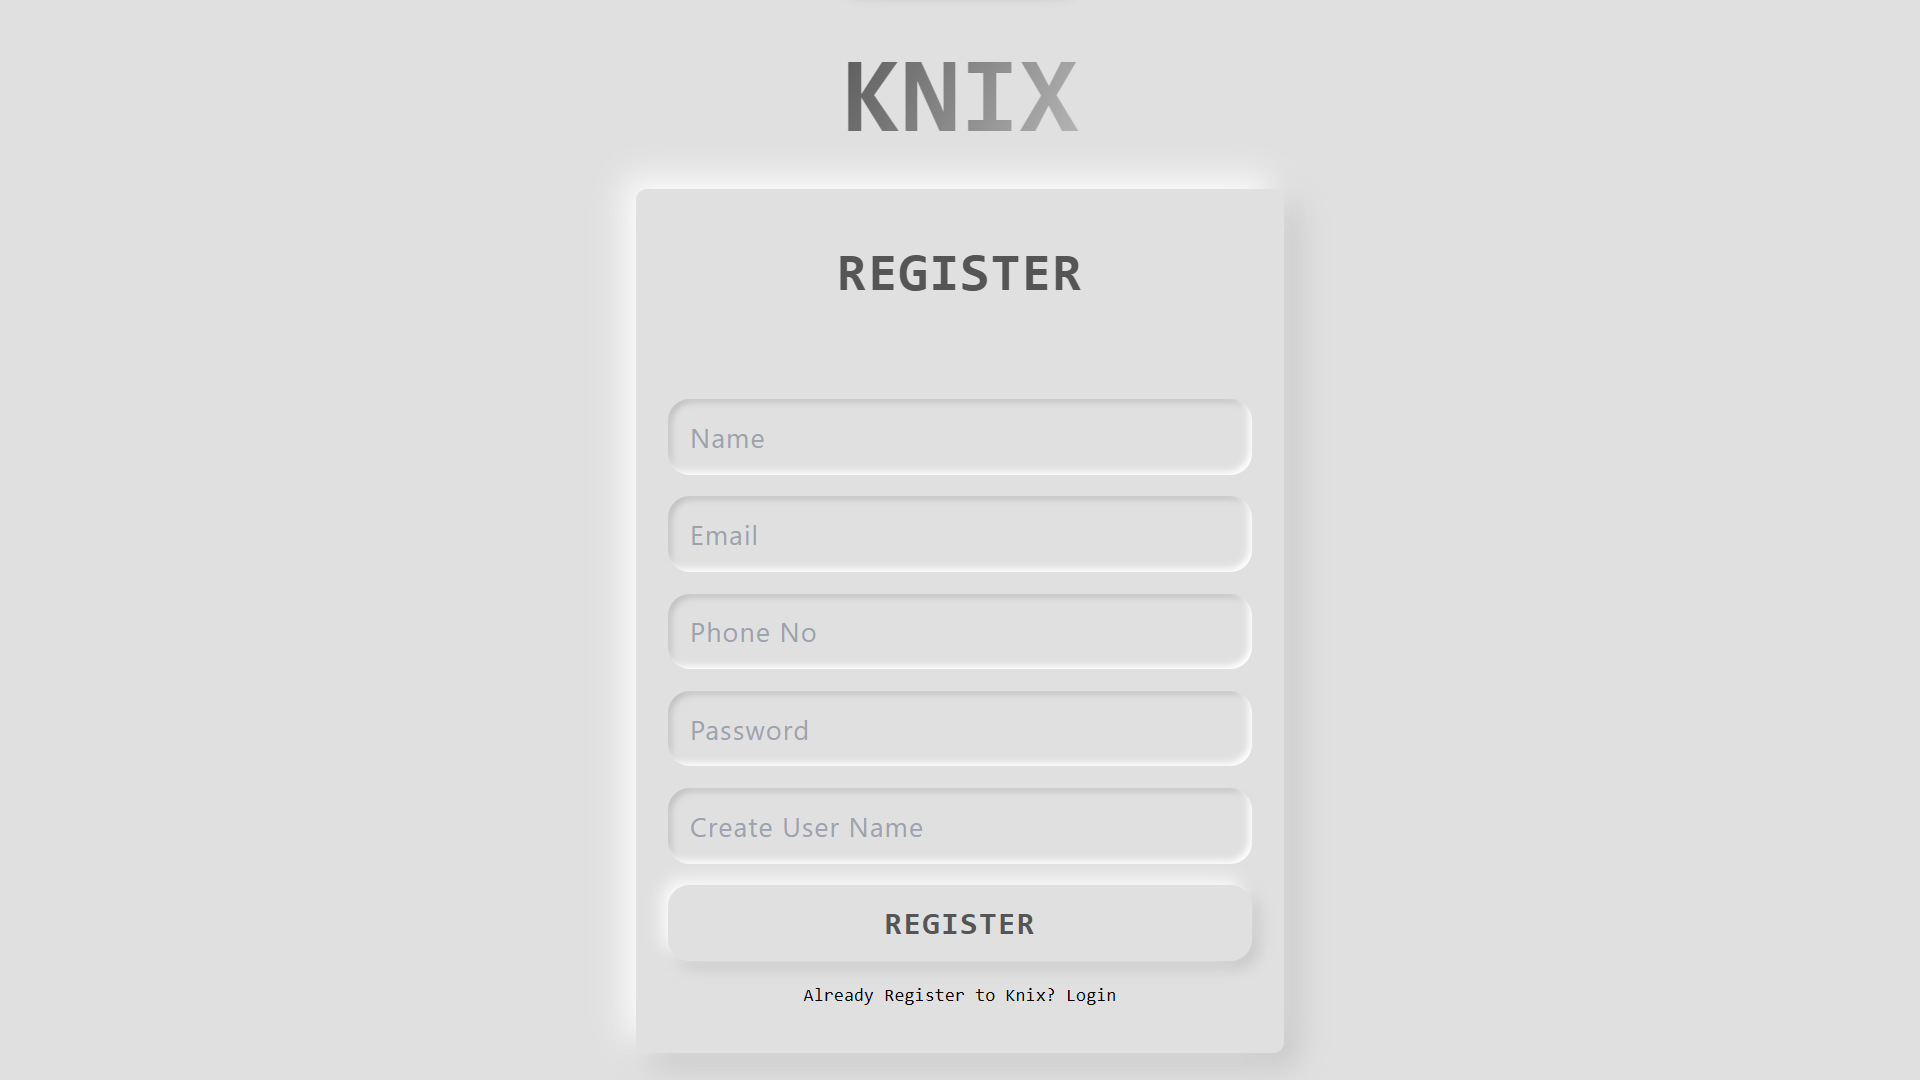 KNIX
REGISTER
Name
Email
Phone No
Password
Create User Name
REGISTER
Already Register to Knix? Login